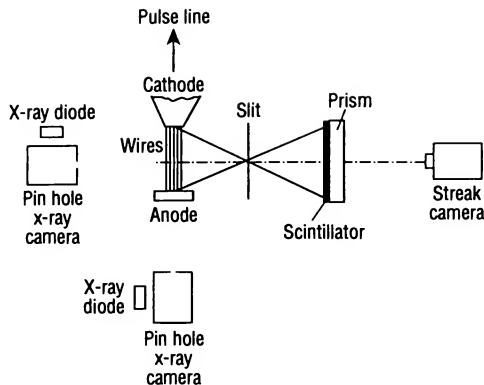 Pulse line
Cathode
Slit
Prism
X-ray diode
Wires
Pin hole
x-ray
camera
Anode
Scintillator
Streak
camera
X-ray
diode
Pin hole
x-ray
camera